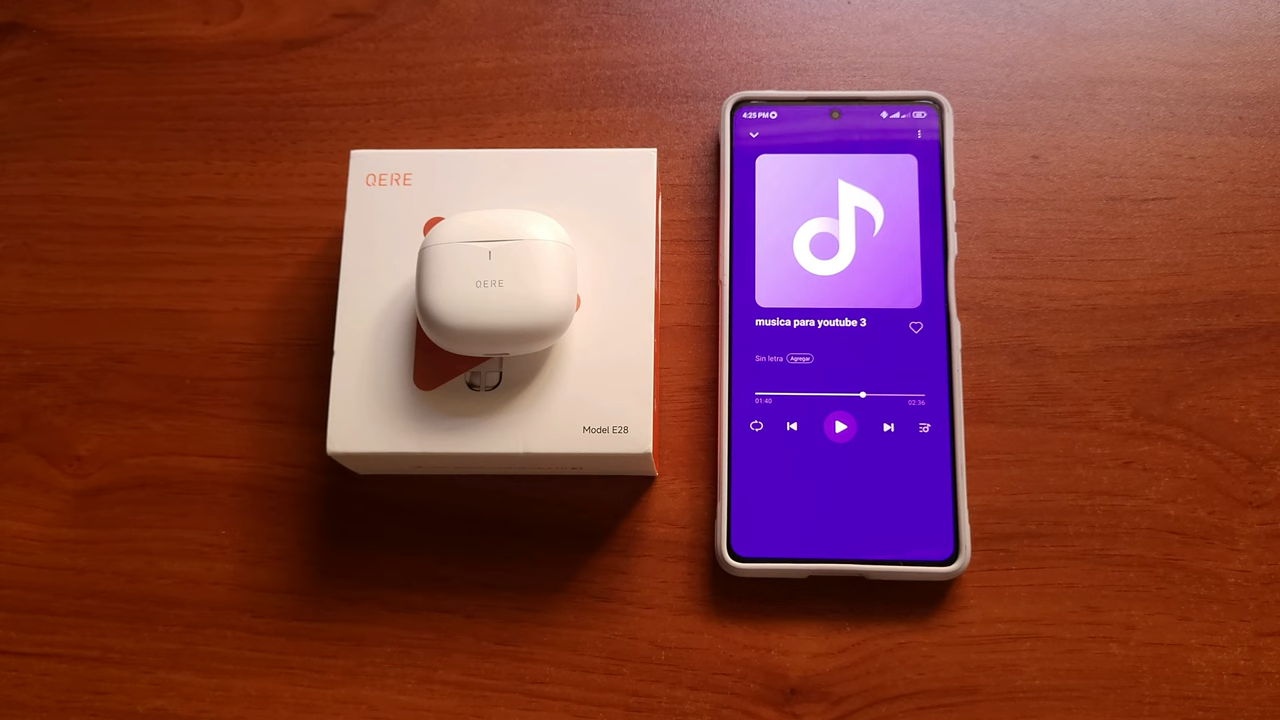 QERE
QERE
Model E28
4:25 PM
musica para youtube 3
Sin letra Agregar
01:40
02:36